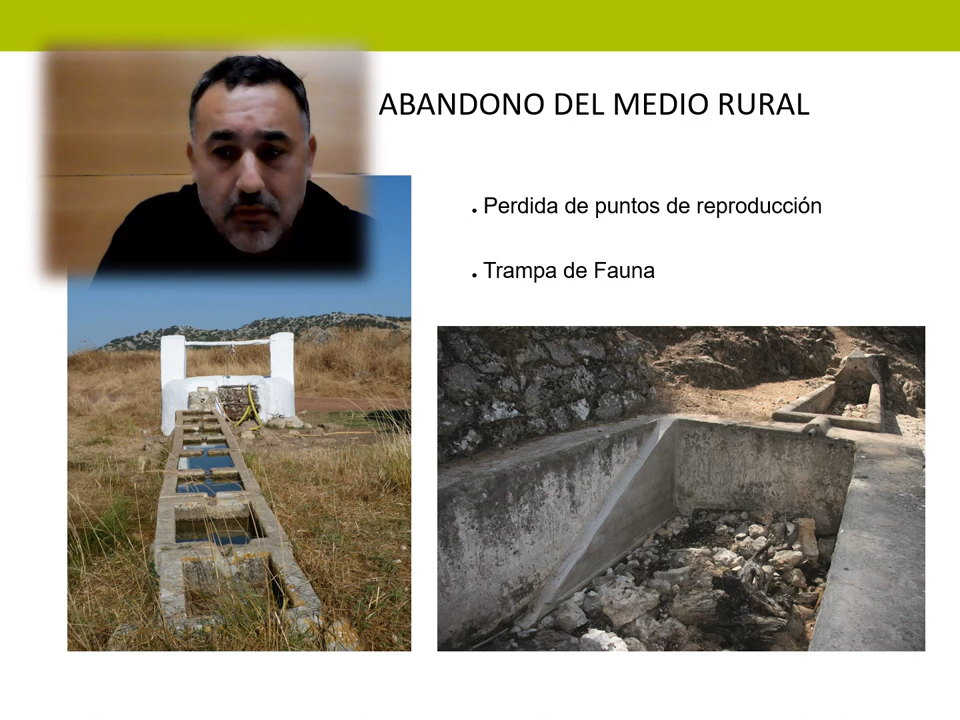 ABANDONO DEL MEDIO RURAL
. Perdida de puntos de reproducción
. Trampa de Fauna